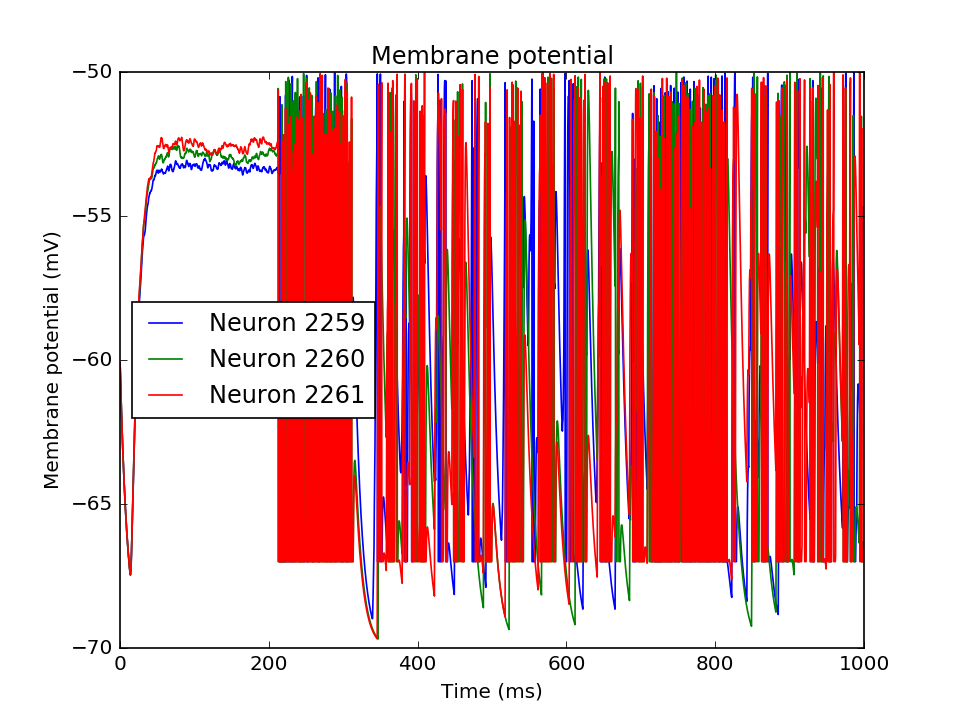 Membrane potential
Membrane potential (mV)
−50
−55
−60
−65
−70
Neuron 2259
Neuron 2260
Neuron 2261
0 200 400 600 800 1000
Time (ms)